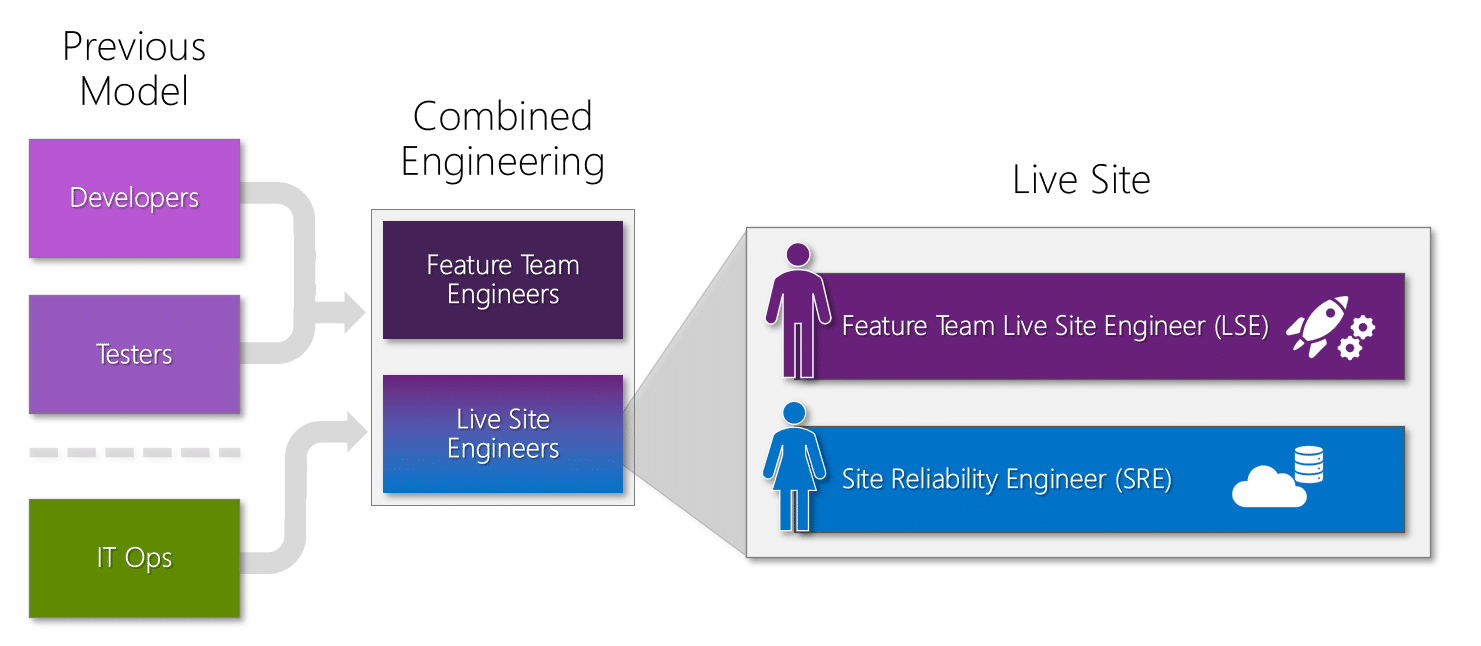 Previous
Model
Developers
Testers
IT Ops
Combined
Engineering
Feature Team
Engineers
Live Site
Engineers
Live Site
Feature Team Live Site Engineer (LSE)
Site Reliability Engineer (SRE)